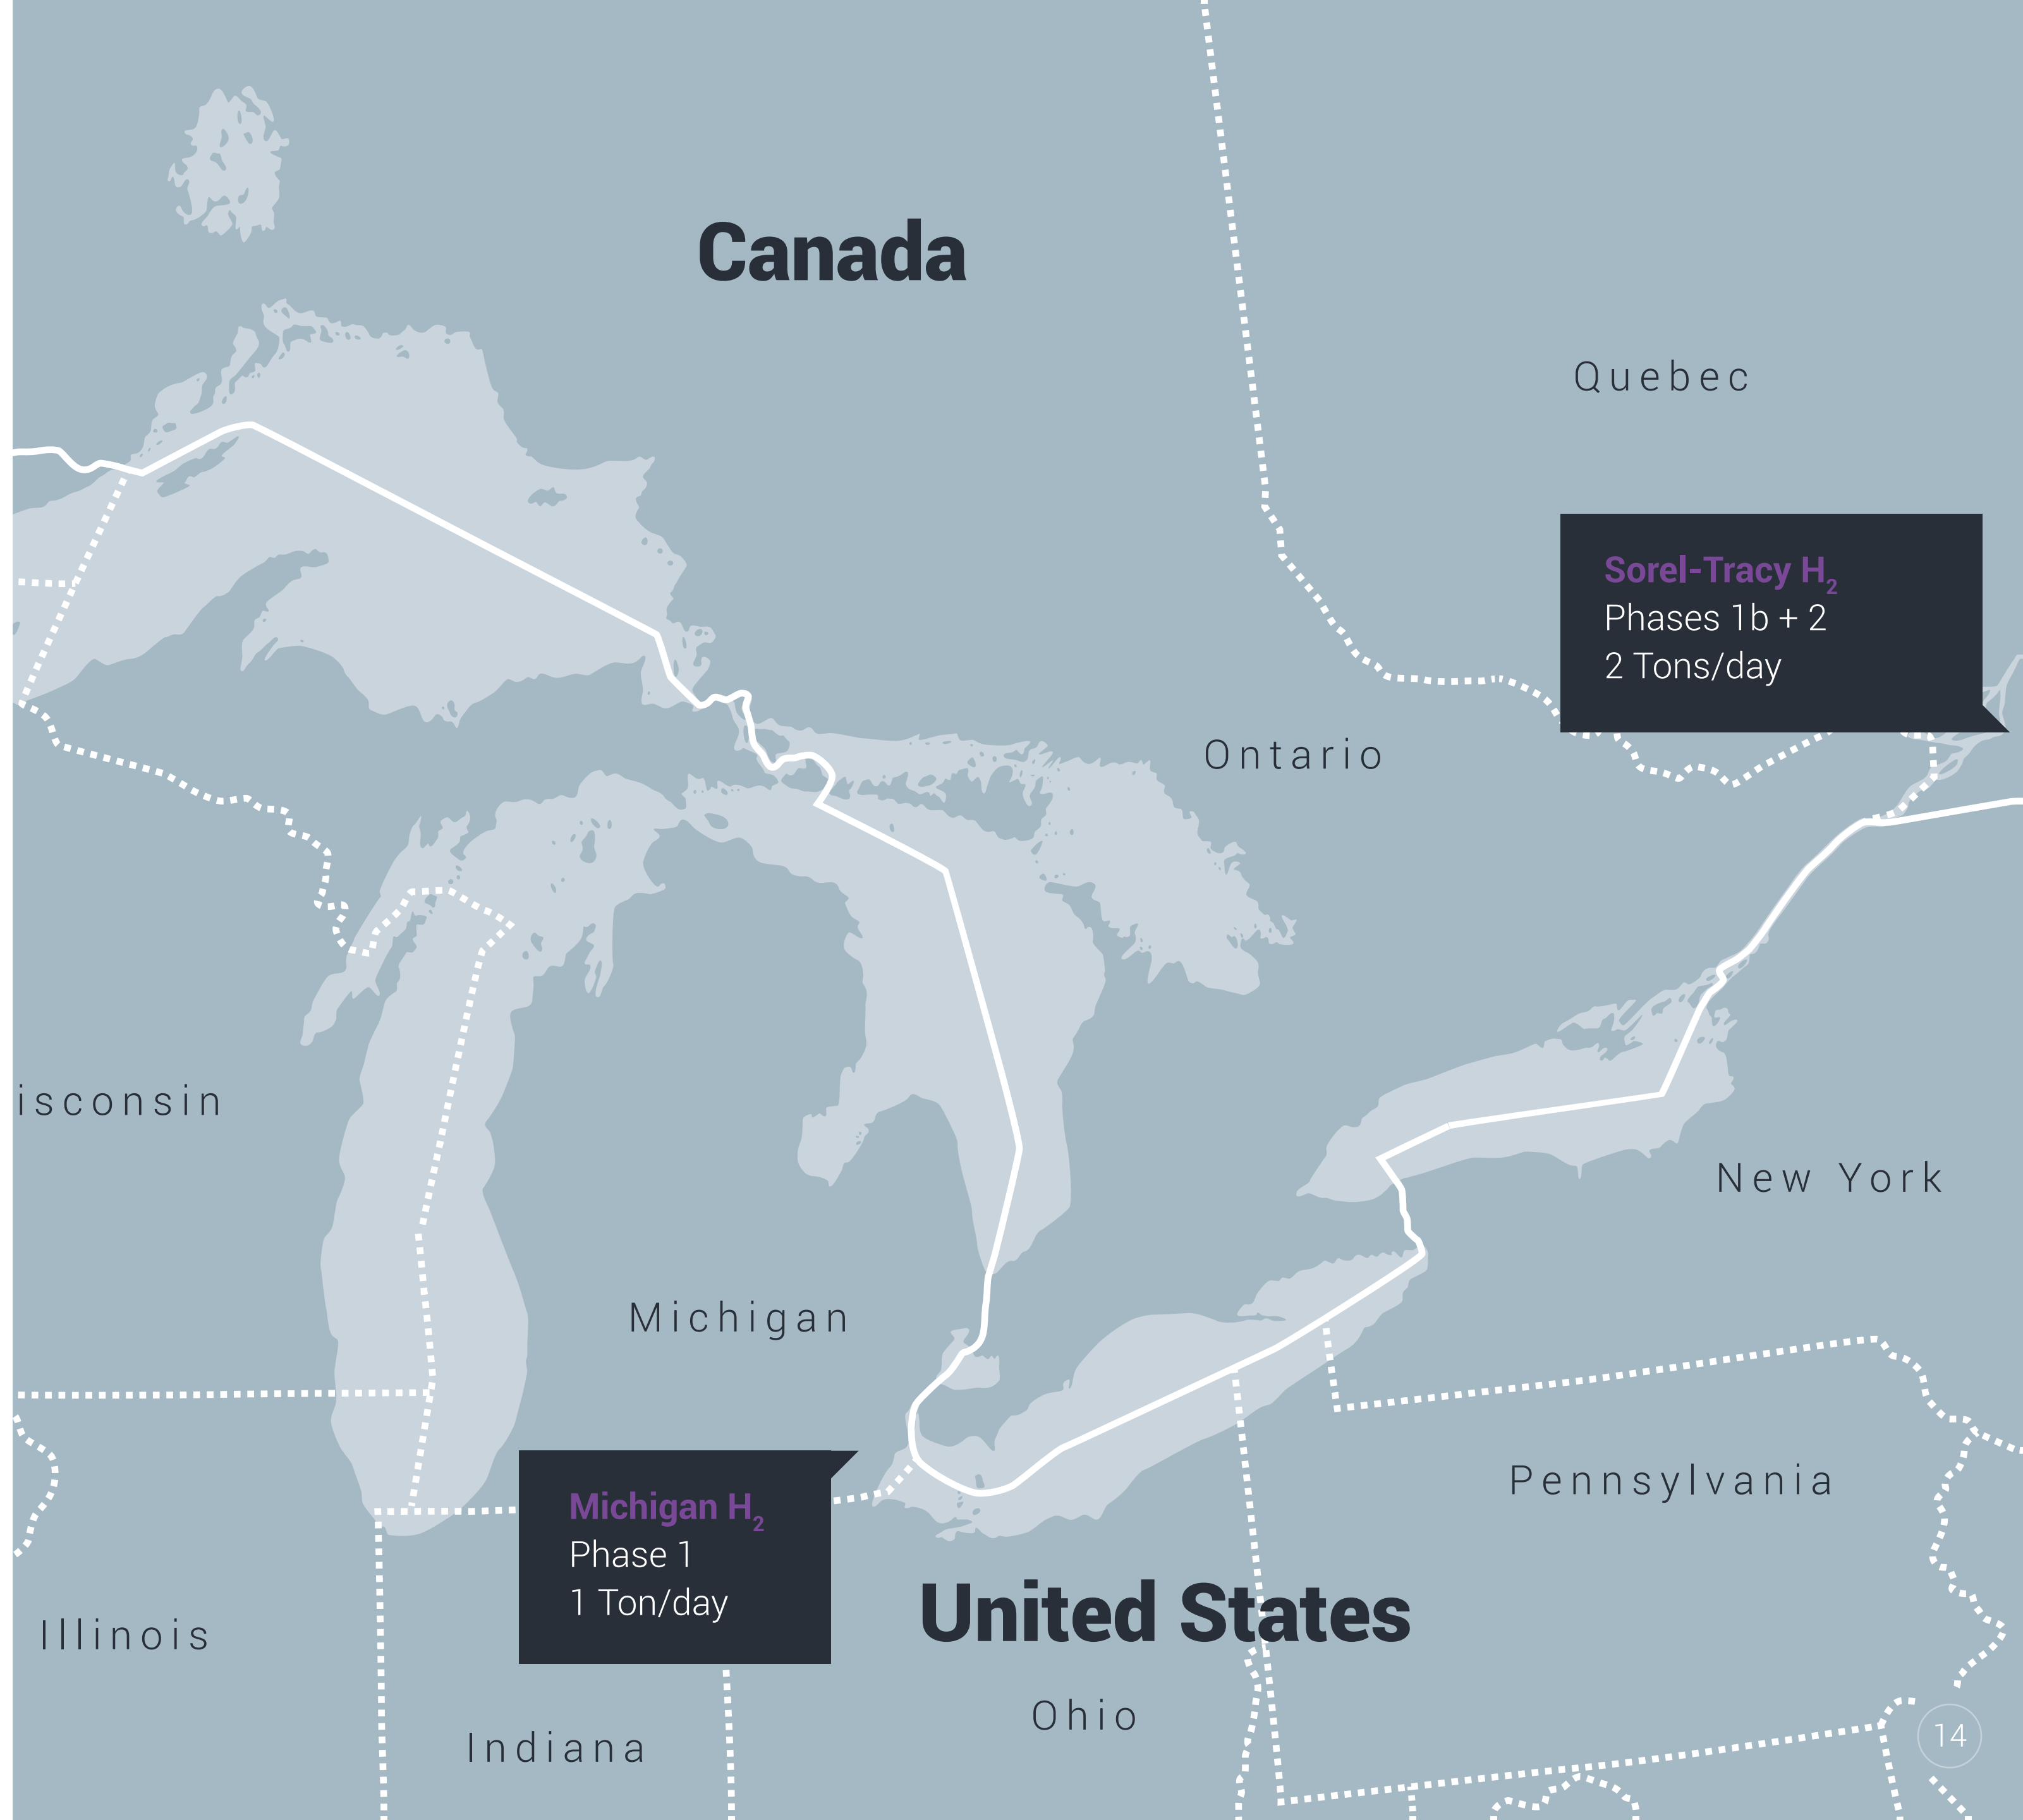 Canada
Quebec
Sorel-Tracy H₂
Phases 1b + 2
2 Tons/day
Ontario
isconsin
New York
Michigan
Pennsylvania
Michigan H₂
Phase 1
1 Ton/day
United States
Illinois
Ohio
Indiana
14